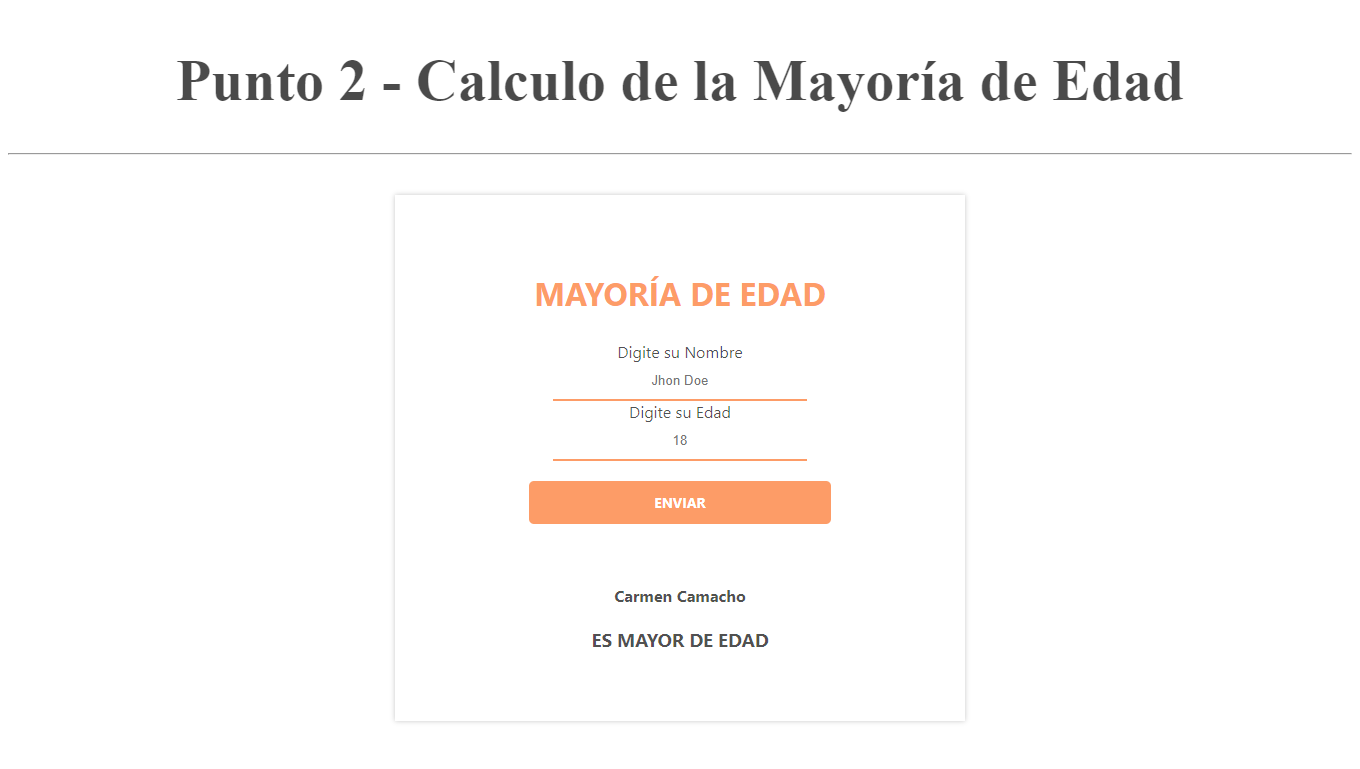 Punto 2 - Calculo de la Mayoría de Edad
MAYORÍA DE EDAD
Digite su Nombre
Jhon Doe
Digite su Edad
18
ENVIAR
Carmen Camacho
ES MAYOR DE EDAD